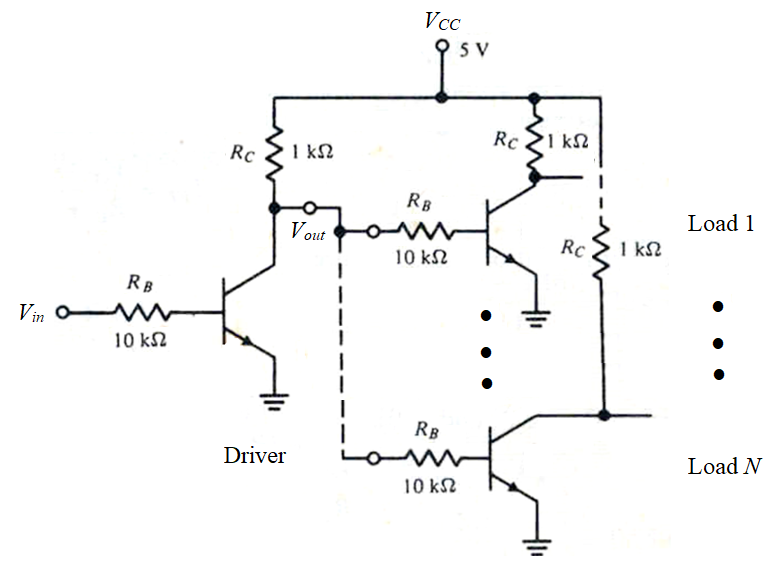 VCC
5 V
RC 1 kΩ
RC 1 kΩ
RB
10 kΩ
Vout
RC 1 kΩ
Load 1
RB
10 kΩ
Vin
RB
10 kΩ
Driver
Load N